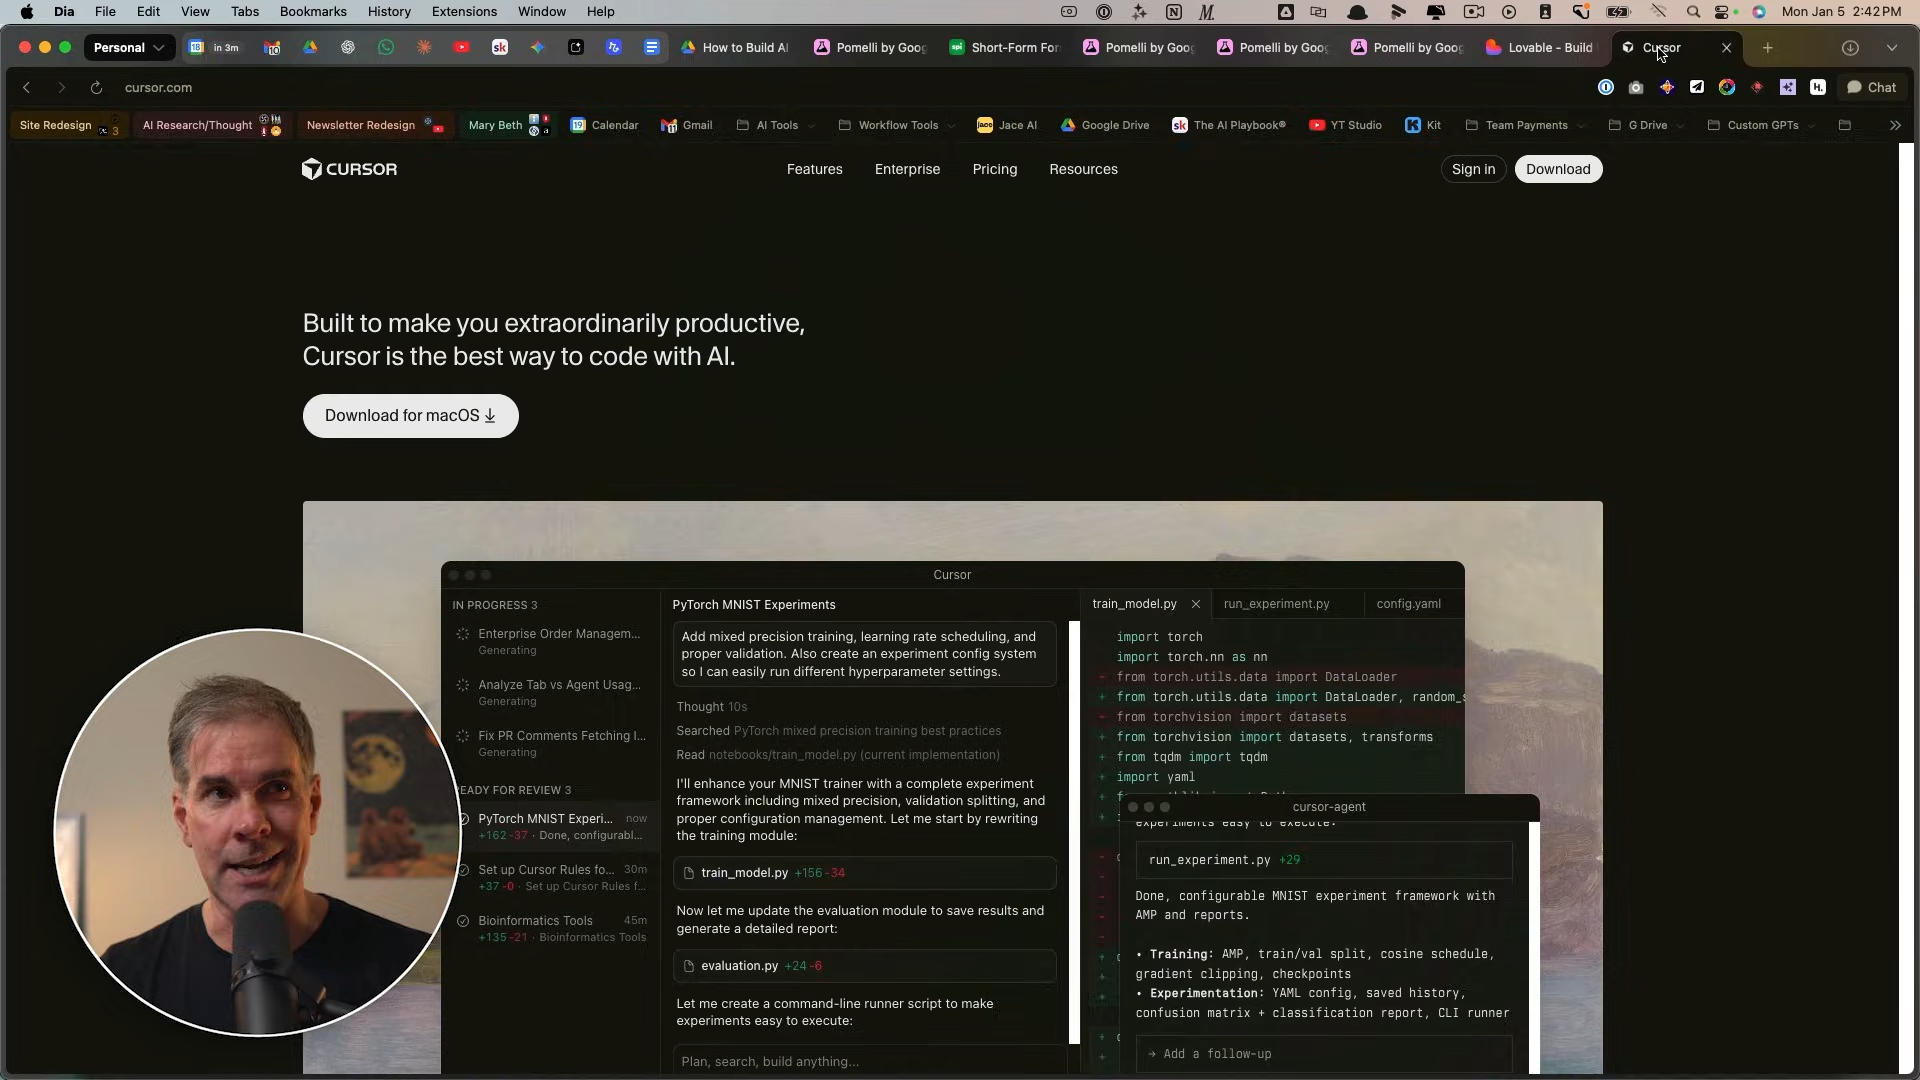 Dia File Edit View Tabs Bookmarks History Extensions Window Help Mon Jan 5 2:42 PM
Personal in 3m How to Build AI Pomelli by Goog Short-Form For Pomelli by Goog Pomelli by Goog Pomelli by Goog Lovable - Build Cursor
cursor.com Chat
Site Redesign 3 AI Research/Thought Newsletter Redesign Mary Beth Calendar Gmail AI Tools Workflow Tools Jace AI Google Drive The AI Playbook® YT Studio Kit Team Payments G Drive Custom GPTs
CURSOR Features Enterprise Pricing Resources Sign in Download
Built to make you extraordinarily productive,
Cursor is the best way to code with AI.
Download for macOS
Cursor
IN PROGRESS 3
Enterprise Order Managem...
Generating
Analyze Tab vs Agent Usag...
Generating
Fix PR Comments Fetching I...
Generating
READY FOR REVIEW 3
PyTorch MNIST Experi... now
+162 -37 · Done, configurabl...
Set up Cursor Rules fo... 30m
+37 -0 · Set up Cursor Rules f...
Bioinformatics Tools 45m
+135 -21 · Bioinformatics Tools
PyTorch MNIST Experiments
Add mixed precision training, learning rate scheduling, and
proper validation. Also create an experiment config system
so I can easily run different hyperparameter settings.
Thought 10s
Searched PyTorch mixed precision training best practices
Read notebooks/train_model.py (current implementation)
I'll enhance your MNIST trainer with a complete experiment
framework including mixed precision, validation splitting, and
proper configuration management. Let me start by rewriting
the training module:
train_model.py +156 -34
Now let me update the evaluation module to save results and
generate a detailed report:
evaluation.py +24 -6
Let me create a command-line runner script to make
experiments easy to execute:
Plan, search, build anything...
train_model.py run_experiment.py config.yaml
import torch
import torch.nn as nn
- from torch.utils.data import DataLoader
+ from torch.utils.data import DataLoader, random_s
- from torchvision import datasets
+ from torchvision import datasets, transforms
+ from tqdm import tqdm
+ import yaml
cursor-agent
experiments easy to execute:
run_experiment.py +29
Done, configurable MNIST experiment framework with
AMP and reports.
• Training: AMP, train/val split, cosine schedule,
gradient clipping, checkpoints
• Experimentation: YAML config, saved history,
confusion matrix + classification report, CLI runner
→ Add a follow-up